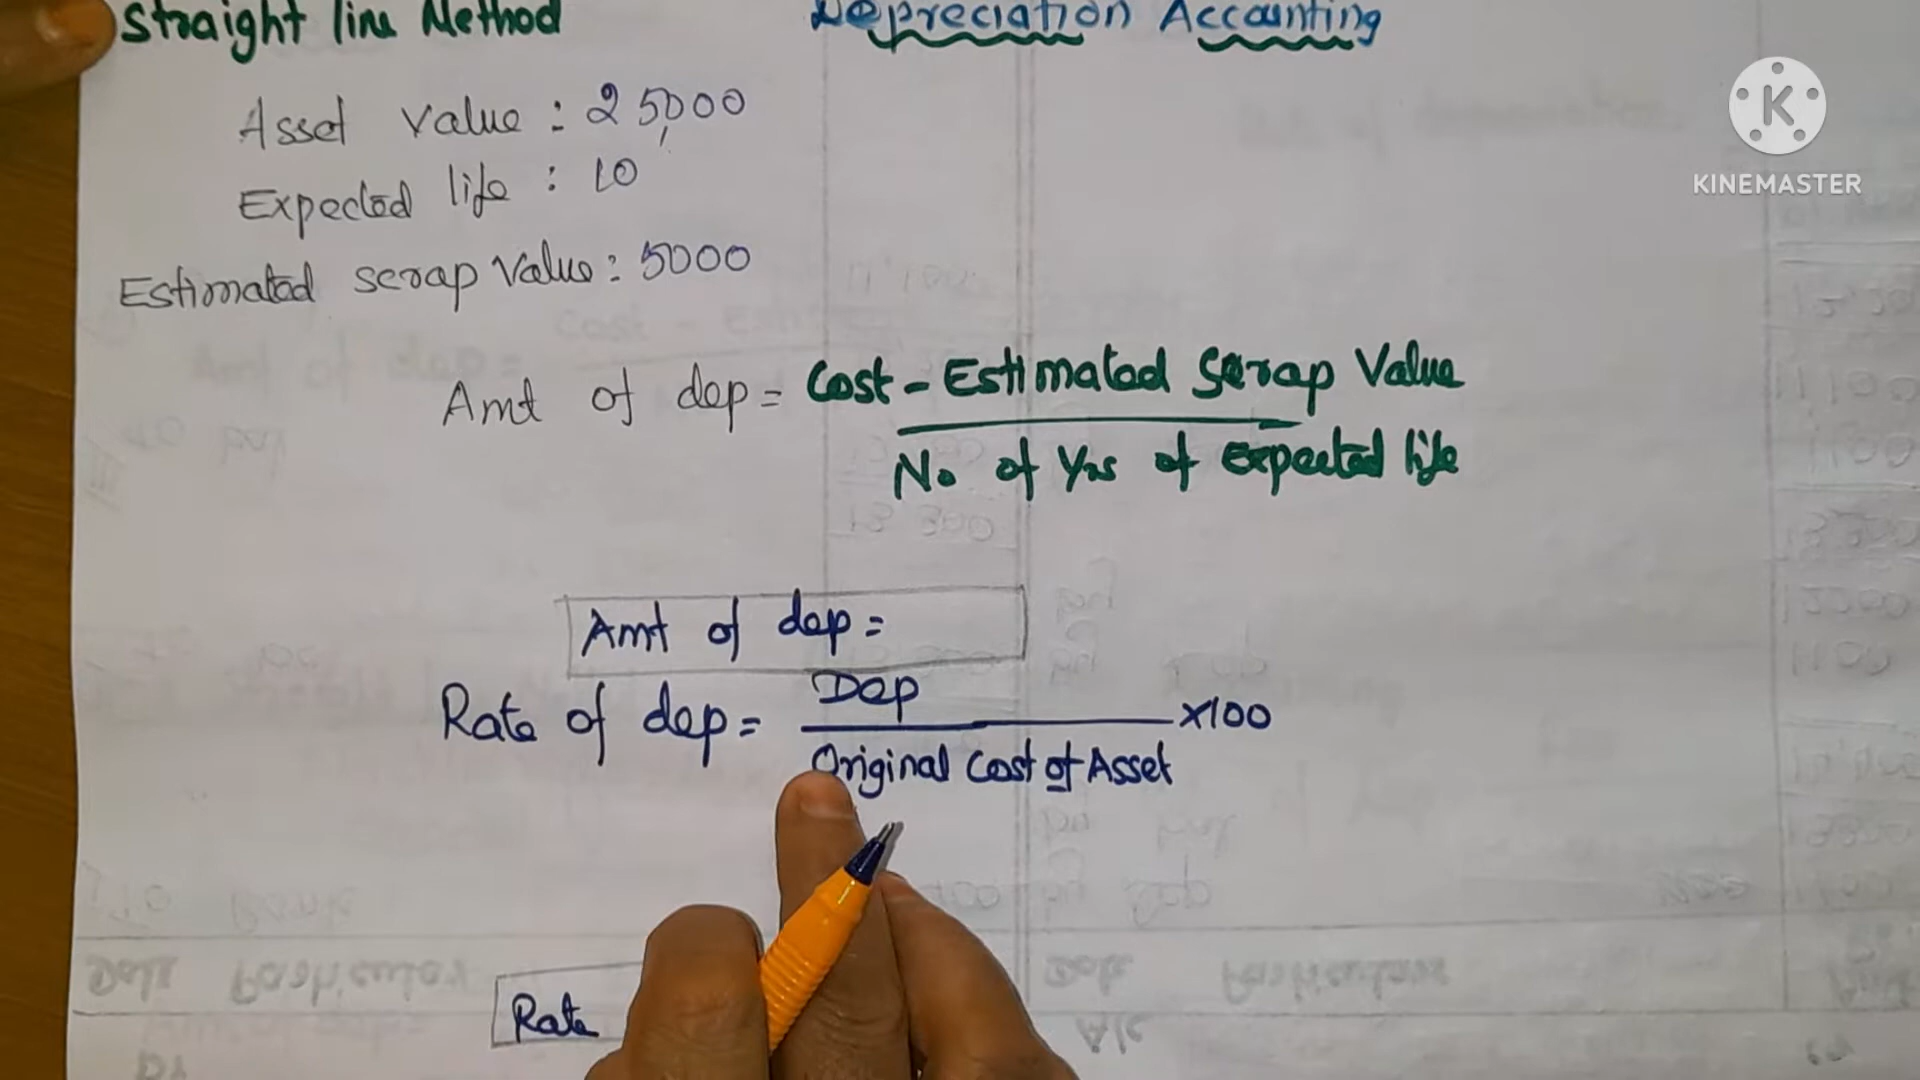 Straight line Method
Depreciation Accounting
Asset value : 25,000
Expected life : 10
Estimated scrap value : 5000
Amt of dep = Cost - Estimated Scrap Value
No of Yrs of Expected life
Amt of dep =
Rate of dep = Dep x100
Original Cost of Asset
Rate
KINEMASTER